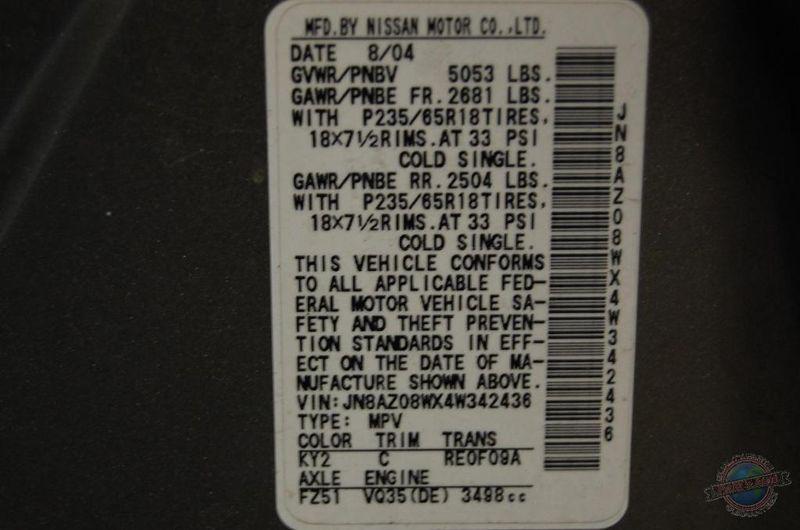 MFD.BY NISSAN MOTOR CO.,LTD.
DATE 8/04
GVWR/PNBV 5053 LBS.
GAWR/PNBE FR.2681 LBS.
WITH P235/65R18TIRES,
18X7½RIMS.AT 33 PSI
COLD SINGLE.
GAWR/PNBE RR.2504 LBS.
WITH P235/65R18TIRES,
18X7½RIMS.AT 33 PSI
COLD SINGLE.
THIS VEHICLE CONFORMS
TO ALL APPLICABLE FED-
ERAL MOTOR VEHICLE SA-
FETY AND THEFT PREVEN-
TION STANDARDS IN EFF-
ECT ON THE DATE OF MA-
NUFACTURE SHOWN ABOVE.
VIN:JN8AZ08WX4W342436
TYPE: MPV
COLOR TRIM TRANS
KY2 C RE0F09A
AXLE ENGINE
FZ51 VQ35(DE) 3498cc
JN8AZ08WX4W342436